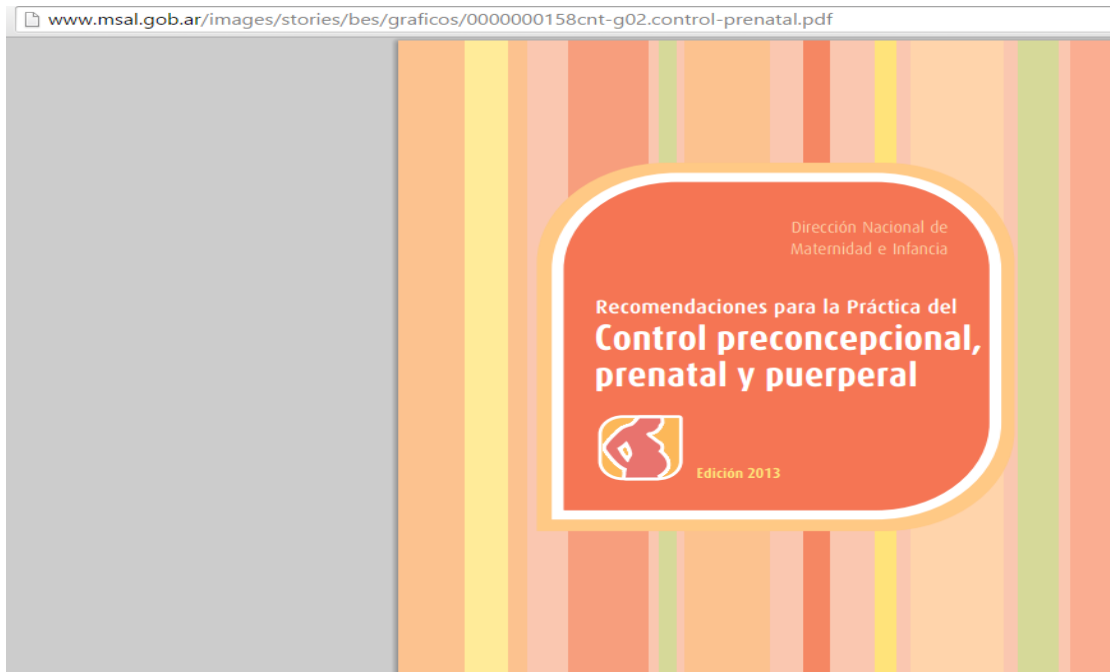 www.msal.gob.ar/images/stories/bes/graficos/0000000158cnt-g02.control-prenatal.pdf
Dirección Nacional de
Maternidad e Infancia
Recomendaciones para la Práctica del
Control preconcepcional,
prenatal y puerperal
Edición 2013